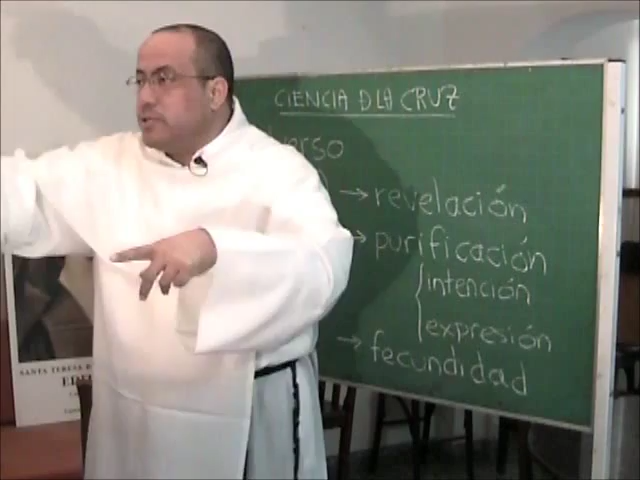 CIENCIA D LA CRUZ
verso
→ revelación
→ purificación
intención
expresión
→ fecundidad
SANTA TERESA